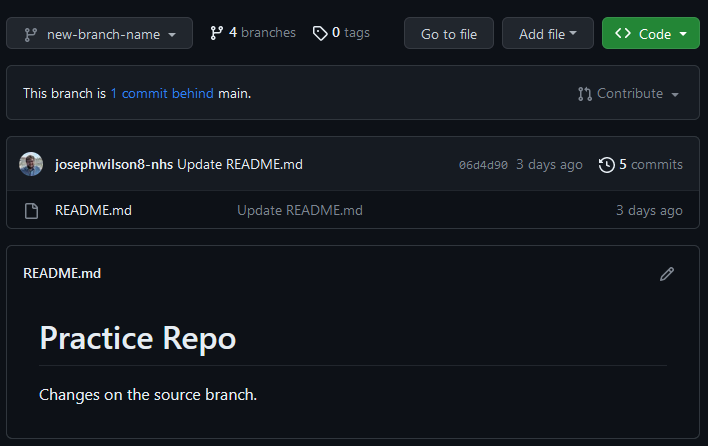 new-branch-name 4 branches 0 tags Go to file Add file Code
This branch is 1 commit behind main. Contribute
josephwilson8-nhs Update README.md 06d4d90 3 days ago 5 commits
README.md Update README.md 3 days ago
README.md
Practice Repo
Changes on the source branch.